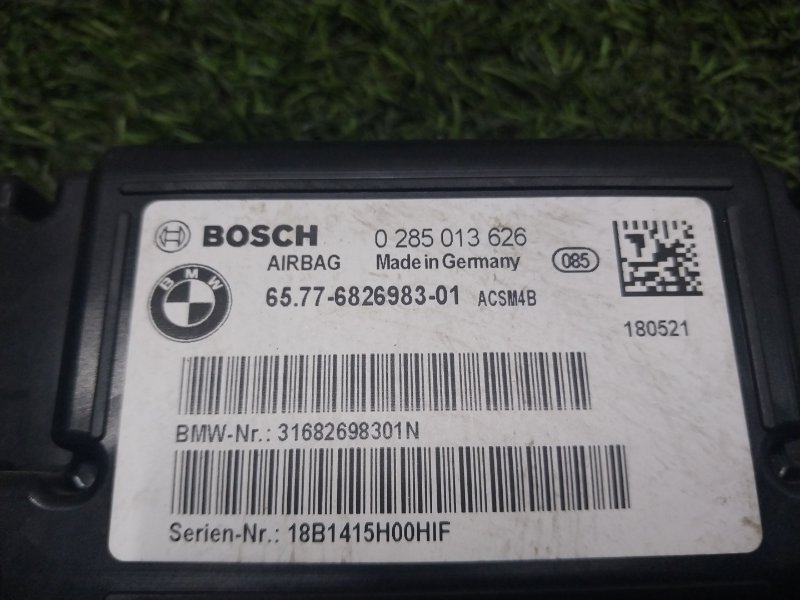 BOSCH 0 285 013 626
AIRBAG Made in Germany 085
BMW 65.77-6826983-01 ACSM4B
180521
BMW-Nr.: 31682698301N
Serien-Nr.: 18B1415H00HIF